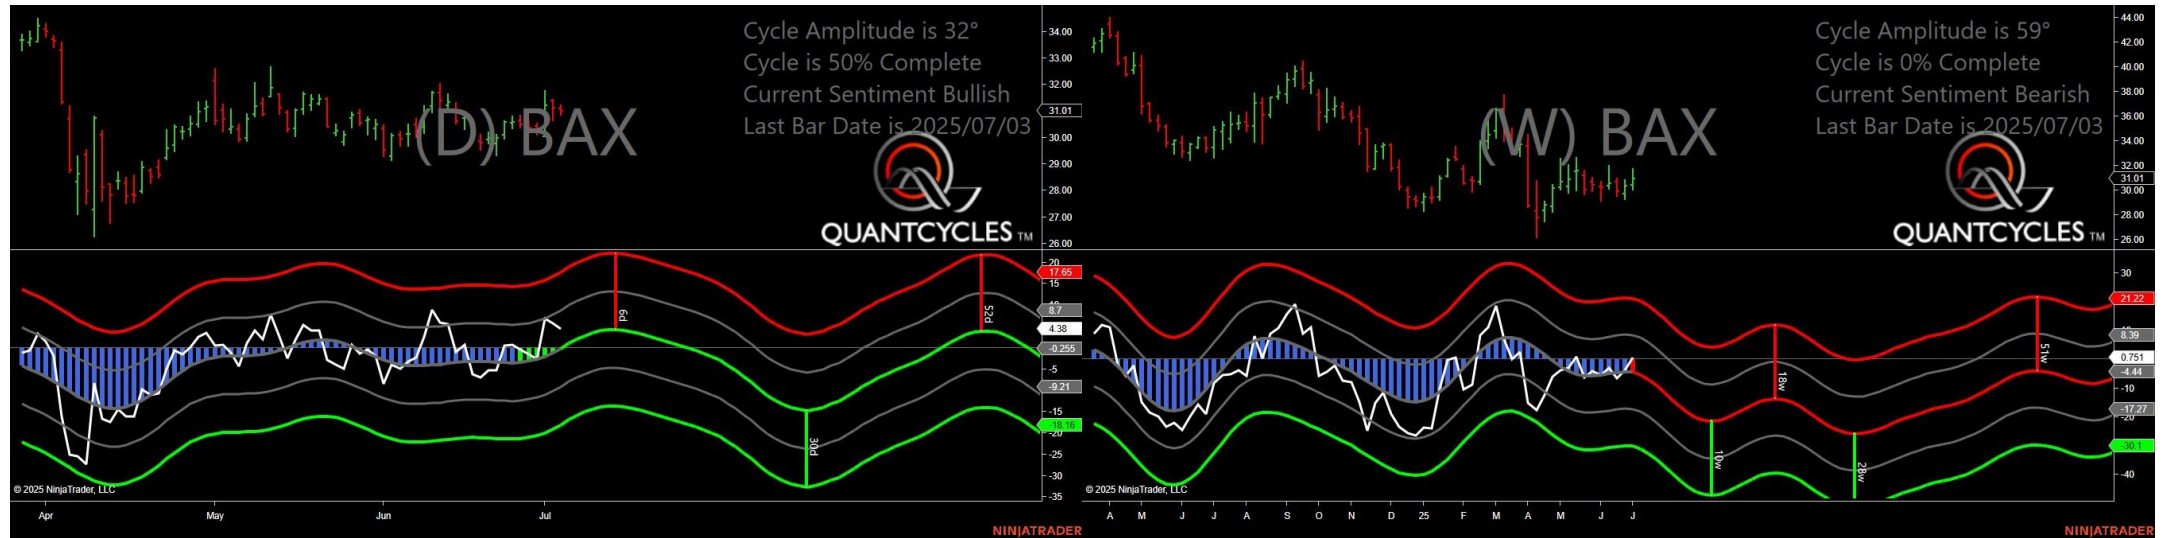 Cycle Amplitude is 32°
Cycle is 50% Complete
Current Sentiment Bullish
Last Bar Date is 2025/07/03
(D) BAX
QUANTCYCLES TM
34.00
33.00
32.00
31.01
30.00
29.00
28.00
27.00
26.00
20
17.65
15
8.7
4.38
-0.255
-5
-9.21
-15
-18.16
-20
-25
-30
-35
6d
30d
52d
© 2025 NinjaTrader, LLC
Apr
May
Jun
Jul
NINJATRADER
Cycle Amplitude is 59°
Cycle is 0% Complete
Current Sentiment Bearish
Last Bar Date is 2025/07/03
(W) BAX
QUANTCYCLES TM
44.00
42.00
40.00
38.00
36.00
34.00
32.00
31.01
30.00
28.00
26.00
30
21.22
8.39
0.751
-4.44
-10
-17.27
-20
-30.1
-40
10w
18w
28w
51w
© 2025 NinjaTrader, LLC
A M J J A S O N D 25 F M A M J J
NINJATRADER